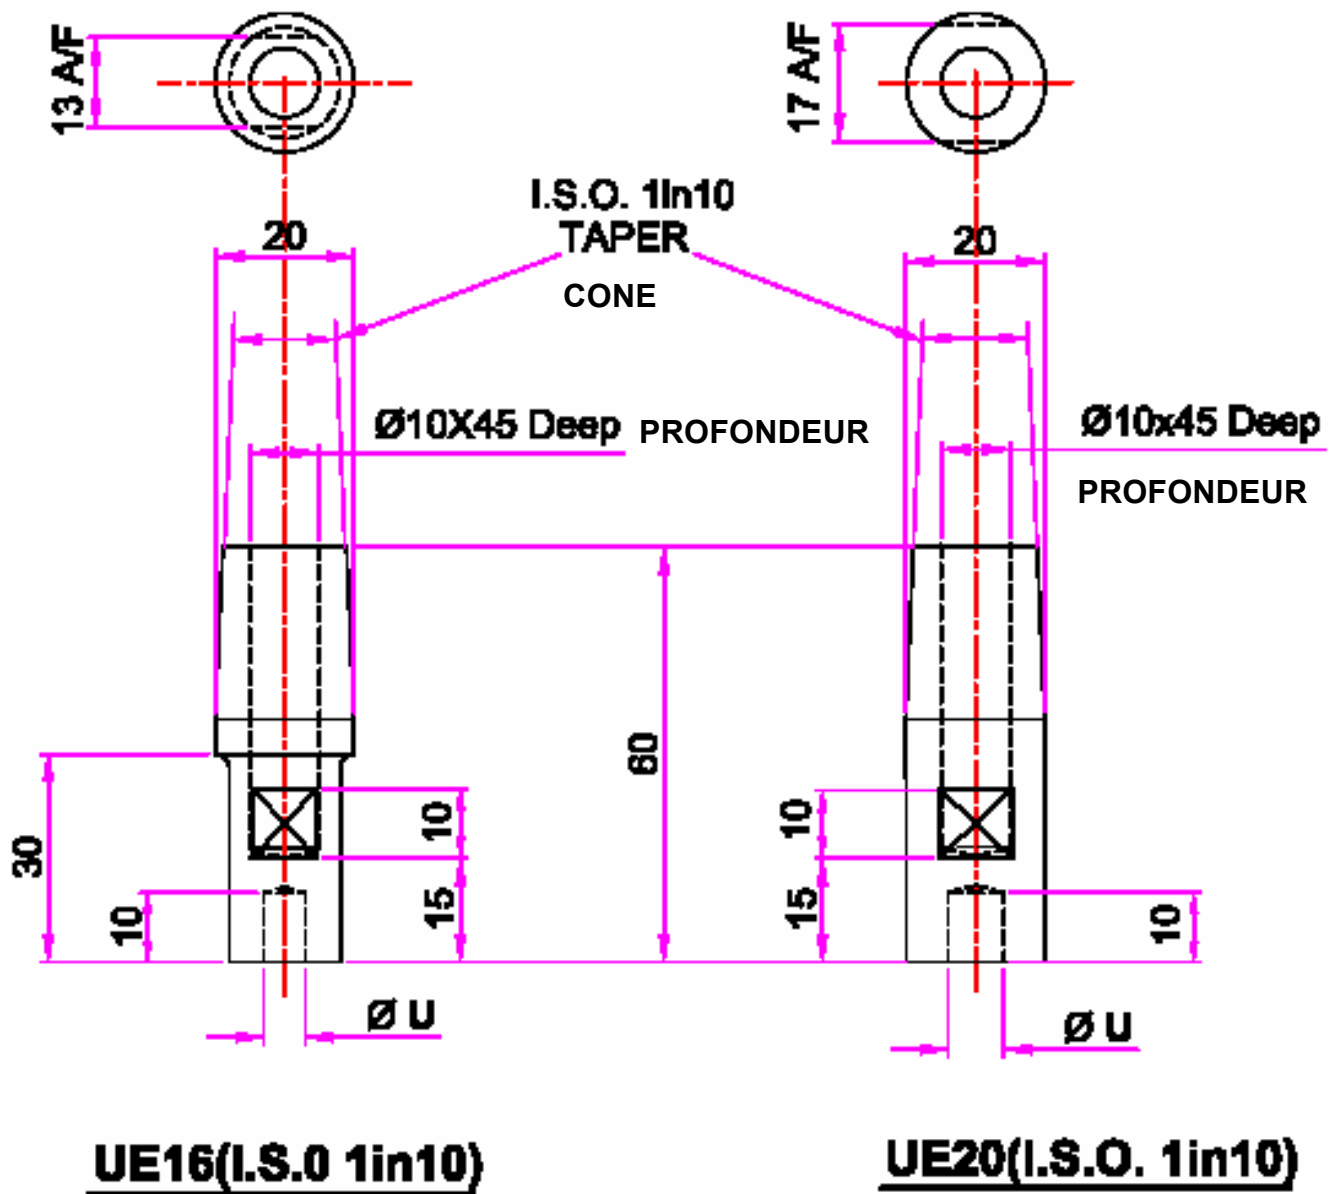 13 A/F
17 A/F
I.S.O. 1in10
TAPER
CONE
20
20
Ø10X45 Deep PROFONDEUR
Ø10x45 Deep
PROFONDEUR
60
30
10
10
15
10
15
10
Ø U
Ø U
UE16(I.S.0 1in10)
UE20(I.S.O. 1in10)